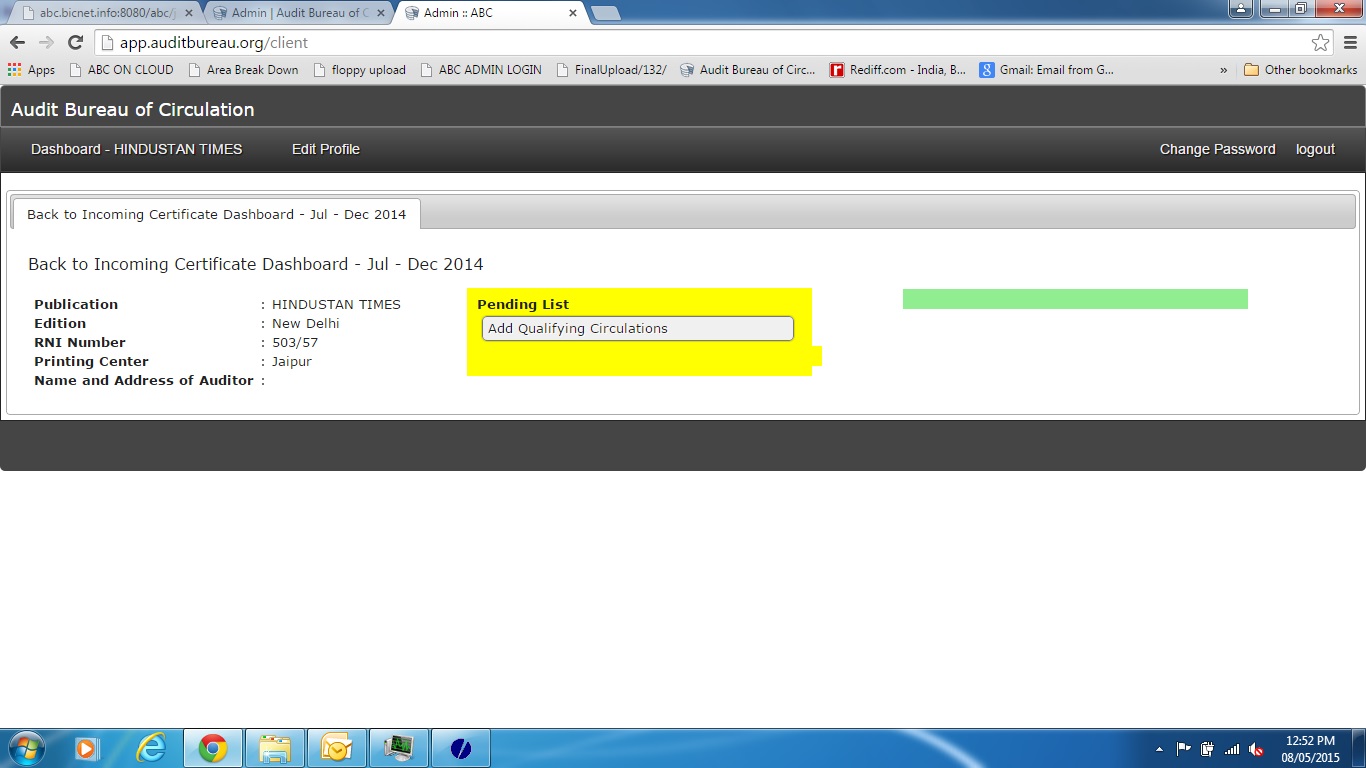 abc.bicnet.info:8080/abc/j
Admin | Audit Bureau of C
Admin :: ABC
app.auditbureau.org/client
Apps ABC ON CLOUD Area Break Down floppy upload ABC ADMIN LOGIN FinalUpload/132/ Audit Bureau of Circ... Rediff.com - India, B... Gmail: Email from G... » Other bookmarks
Audit Bureau of Circulation
Dashboard - HINDUSTAN TIMES Edit Profile Change Password logout
Back to Incoming Certificate Dashboard - Jul - Dec 2014
Back to Incoming Certificate Dashboard - Jul - Dec 2014
Publication : HINDUSTAN TIMES
Edition : New Delhi
RNI Number : 503/57
Printing Center : Jaipur
Name and Address of Auditor :
Pending List
Add Qualifying Circulations
12:52 PM
08/05/2015